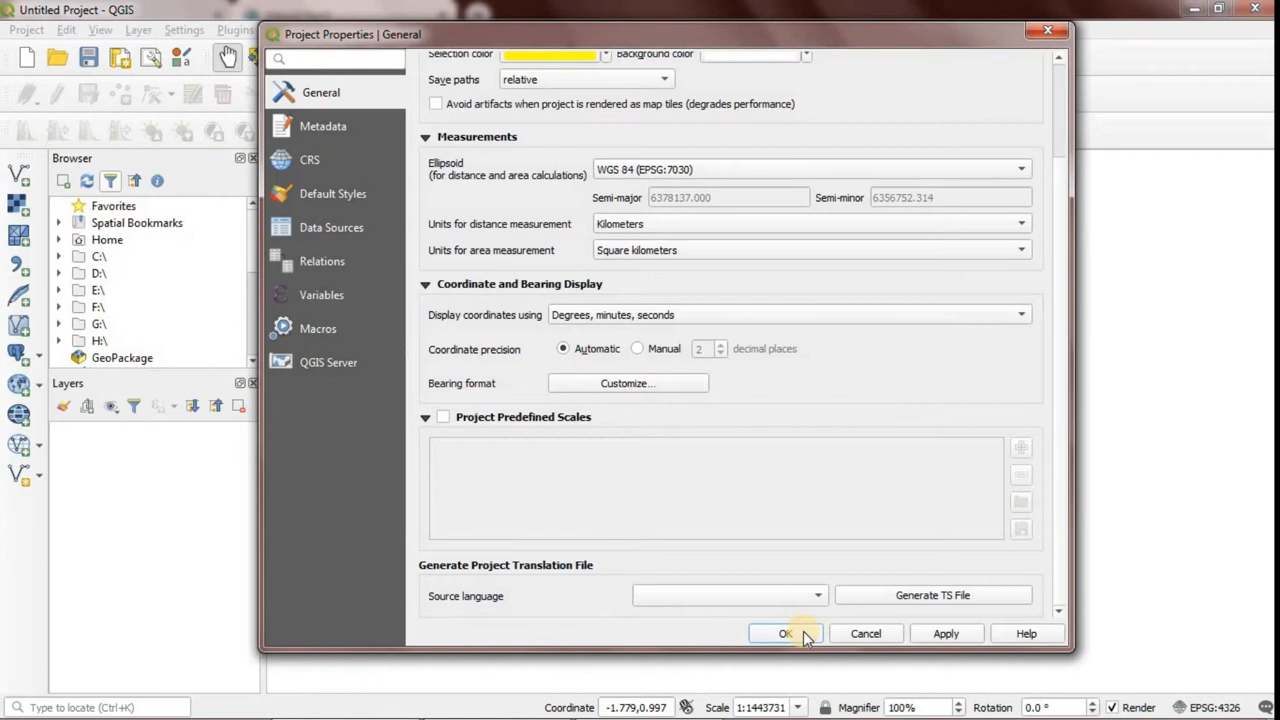 Untitled Project - QGIS
Project Edit View Layer Settings Plugins
Project Properties | General
Selection color Background color
General
Save paths relative
Avoid artifacts when project is rendered as map tiles (degrades performance)
Metadata
Measurements
CRS
Ellipsoid
(for distance and area calculations) WGS 84 (EPSG:7030)
Semi-major 6378137.000 Semi-minor 6356752.314
Default Styles
Units for distance measurement Kilometers
Data Sources
Units for area measurement Square kilometers
Relations
Coordinate and Bearing Display
Variables
Display coordinates using Degrees, minutes, seconds
Macros
Coordinate precision Automatic Manual 2 decimal places
QGIS Server
Bearing format Customize...
Project Predefined Scales
Generate Project Translation File
Source language Generate TS File
OK Cancel Apply Help
Browser
Favorites
Spatial Bookmarks
Home
C:\
D:\
E:\
F:\
G:\
H:\
GeoPackage
Layers
Type to locate (Ctrl+K) Coordinate -1.779,0.997 Scale 1:1443731 Magnifier 100% Rotation 0.0 ° Render EPSG:4326